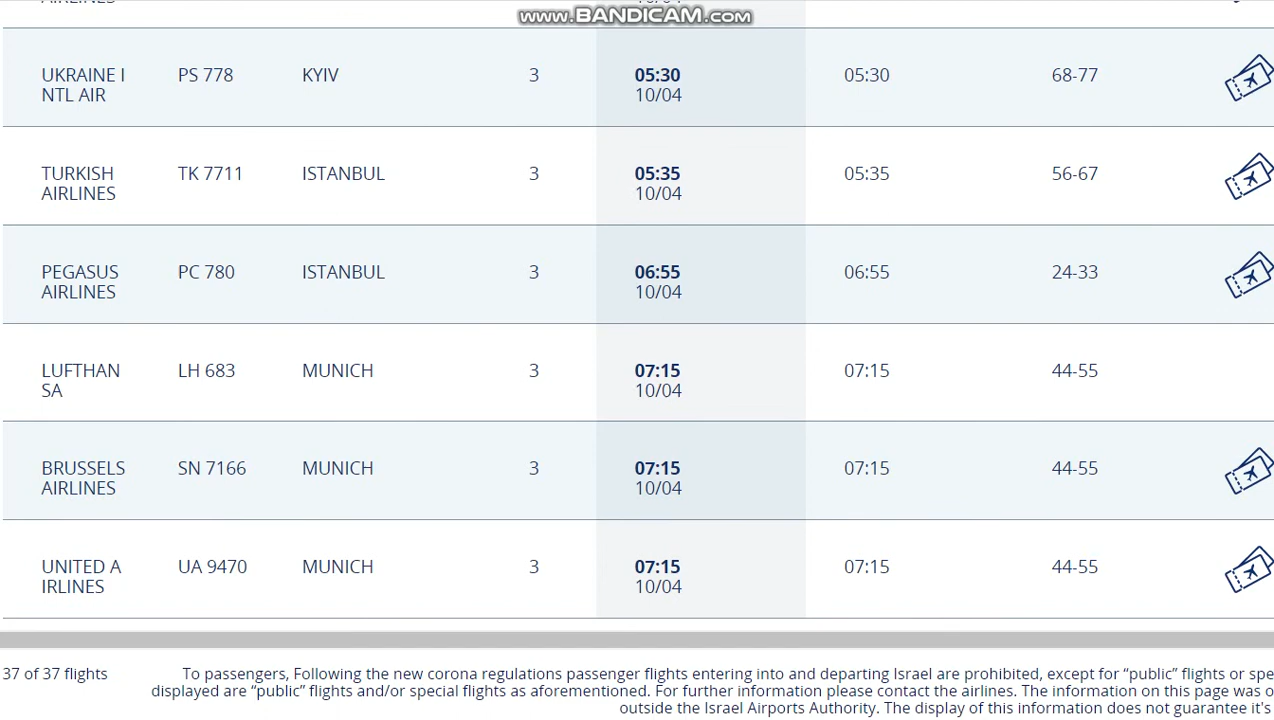 www.BANDICAM.com
UKRAINE I PS 778 KYIV 3 05:30 05:30 68-77
NTL AIR 10/04
TURKISH TK 7711 ISTANBUL 3 05:35 05:35 56-67
AIRLINES 10/04
PEGASUS PC 780 ISTANBUL 3 06:55 06:55 24-33
AIRLINES 10/04
LUFTHAN LH 683 MUNICH 3 07:15 07:15 44-55
SA 10/04
BRUSSELS SN 7166 MUNICH 3 07:15 07:15 44-55
AIRLINES 10/04
UNITED A UA 9470 MUNICH 3 07:15 07:15 44-55
IRLINES 10/04
37 of 37 flights To passengers, Following the new corona regulations passenger flights entering into and departing Israel are prohibited, except for “public” flights or spe
displayed are “public” flights and/or special flights as aforementioned. For further information please contact the airlines. The information on this page was o
outside the Israel Airports Authority. The display of this information does not guarantee it's